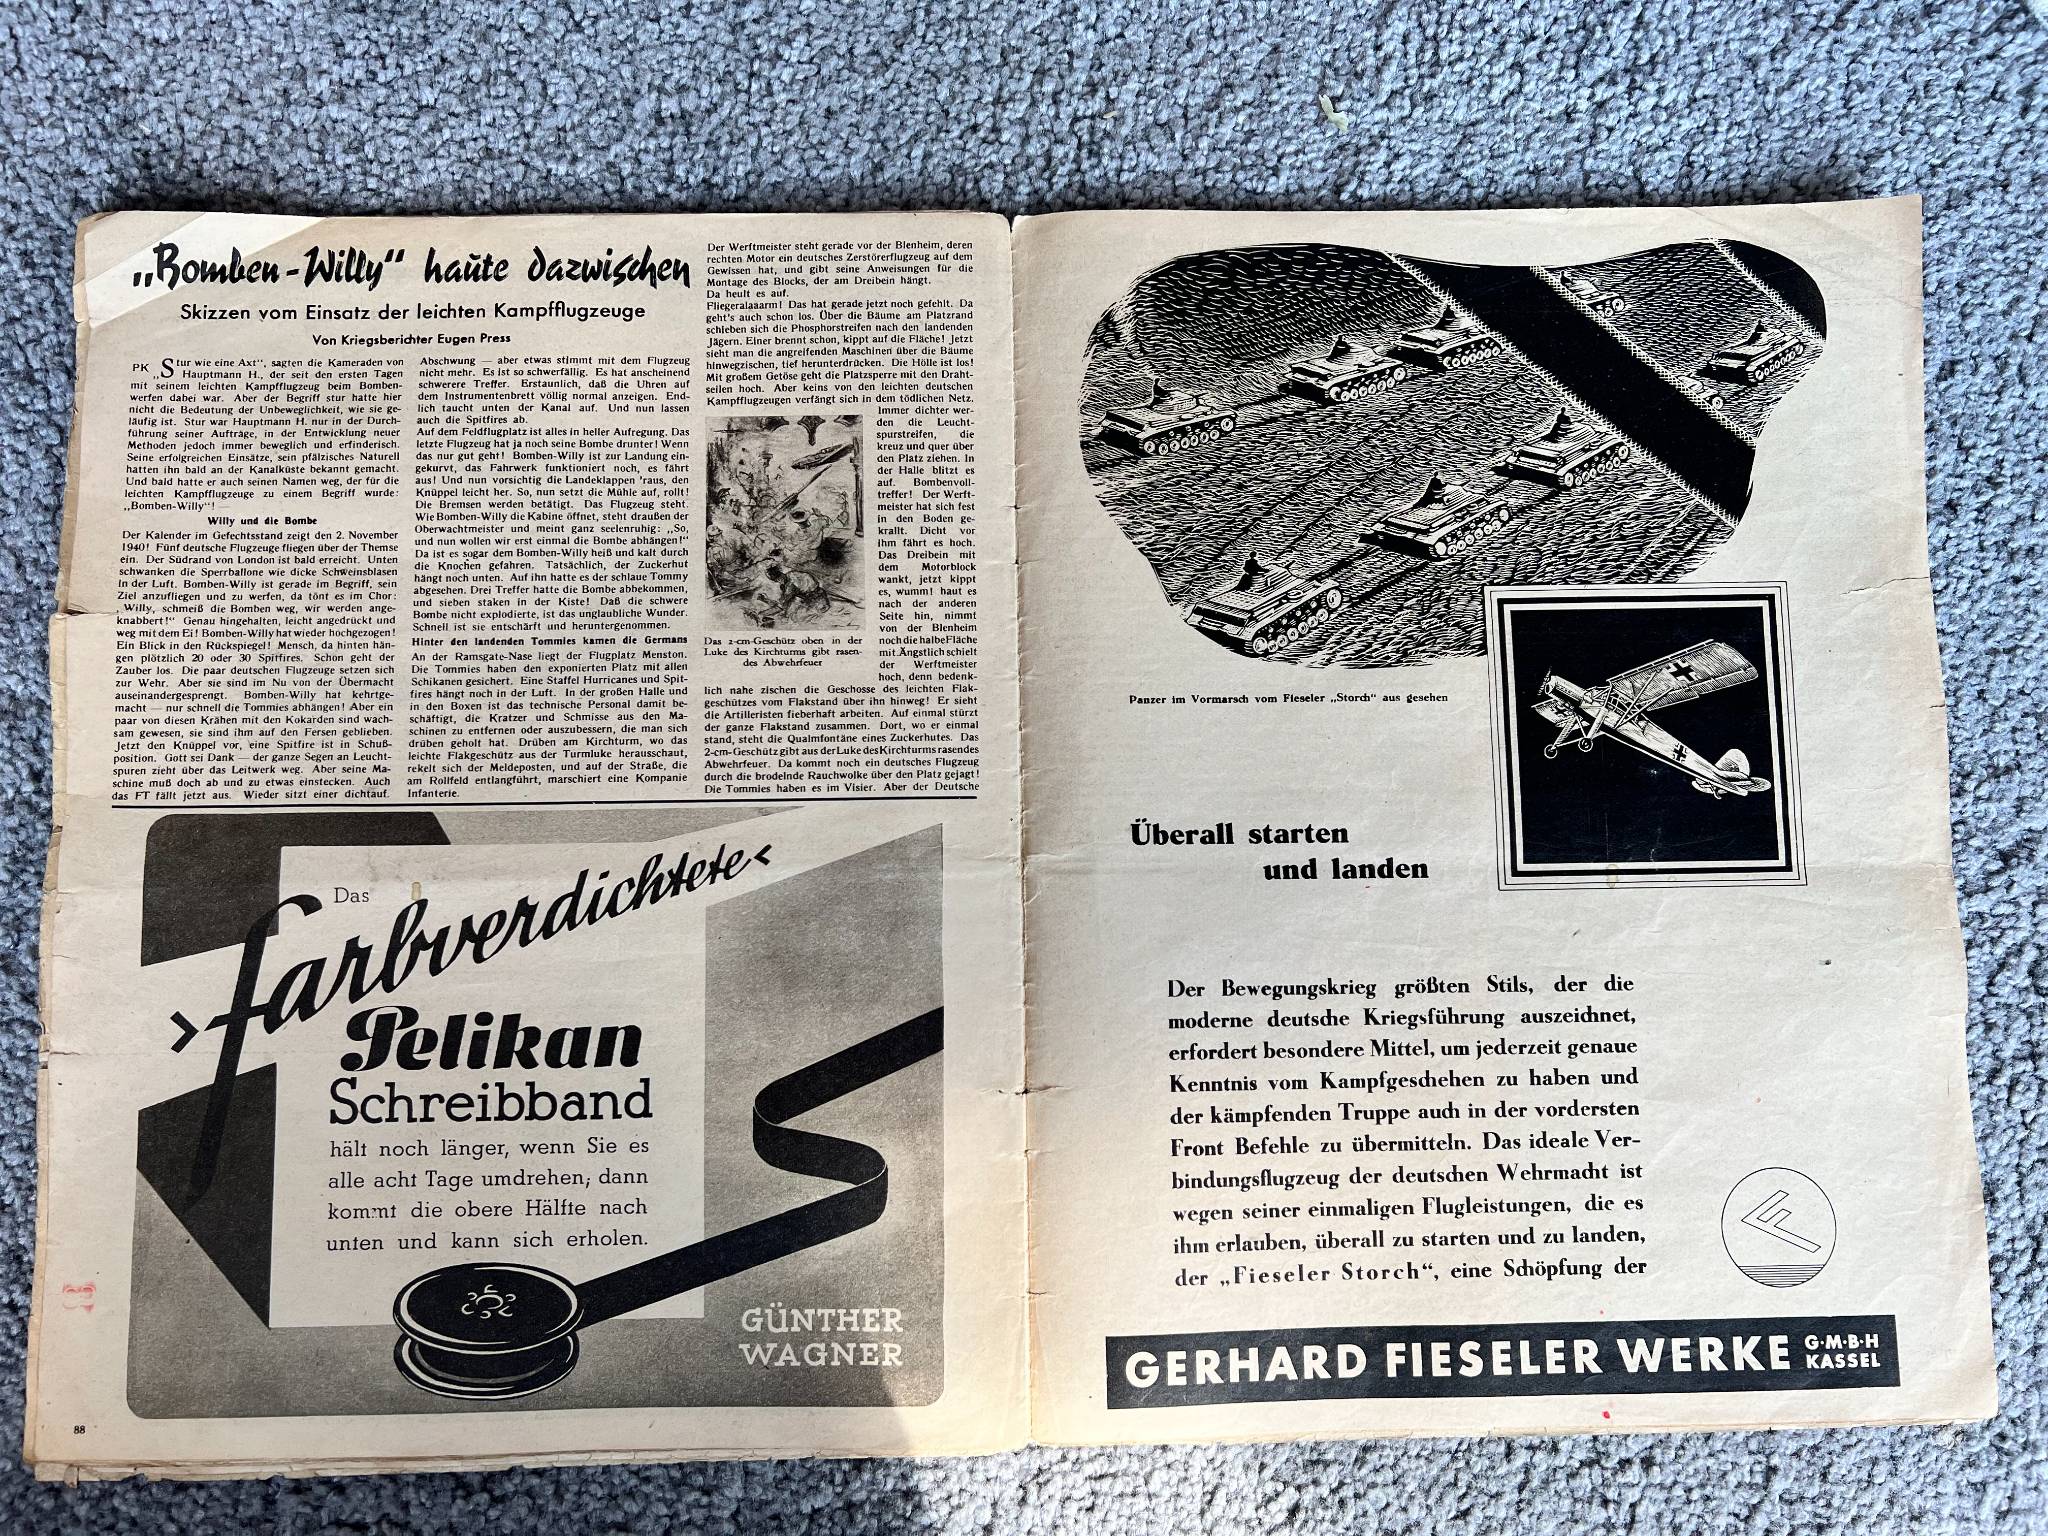 „Bomben-Willy“ haute dazwischen
Skizzen vom Einsatz der leichten Kampfflugzeuge
Von Kriegsberichter Eugen Press
PK „Stur wie eine Axt“, sagten die Kameraden von
Hauptmann H., der seit den ersten Tagen
mit seinem leichten Kampfflugzeug beim Bomben-
werfen dabei war. Aber der Begriff stur hatte hier
nicht die Bedeutung der Unbeweglichkeit, wie sie ge-
läufig ist. Stur war Hauptmann H. nur in der Durch-
führung seiner Aufträge, in der Entwicklung neuer
Methoden jedoch immer beweglich und erfinderisch.
Seine erfolgreichen Einsätze, sein pfälzisches Naturell
hatten ihn bald an der Kanalküste bekannt gemacht.
Und bald hatte er auch seinen Namen weg, der für die
leichten Kampfflugzeuge zu einem Begriff wurde:
„Bomben-Willy“! —
Willy und die Bombe
Der Kalender im Gefechtsstand zeigt den 2. November
1940! Fünf deutsche Flugzeuge fliegen über der Themse
ein. Der Südrand von London ist bald erreicht. Unten
schwanken die Sperrballone wie dicke Schweinsblasen
in der Luft. Bomben-Willy ist gerade im Begriff, sein
Ziel anzufliegen und zu werfen, da tönt es im Chor:
„Willy, schmeiß die Bomben weg, wir werden ange-
knabbert!“ Genau hingehalten, leicht angedrückt und
weg mit dem Ei! Bomben-Willy hat wieder hochgezogen!
Ein Blick in den Rückspiegel! Mensch, da hinten hän-
gen plötzlich 20 oder 30 Spitfires. Schon geht der
Zauber los. Die paar deutschen Flugzeuge setzen sich
zur Wehr. Aber sie sind im Nu von der Übermacht
auseinandergesprengt. Bomben-Willy hat kehrtge-
macht — nur schnell die Tommies abhängen! Aber ein
paar von diesen Krähen mit den Kokarden sind wach-
sam gewesen, sie sind ihm auf den Fersen geblieben.
Jetzt den Knüppel vor, eine Spitfire ist in Schuß-
position. Gott sei Dank — der ganze Segen an Leucht-
spuren zieht über das Leitwerk weg. Aber seine Ma-
schine muß doch ab und zu etwas einstecken. Auch
das FT fällt jetzt aus. Wieder sitzt einer dichtauf.
Abschwung — aber etwas stimmt mit dem Flugzeug
nicht mehr. Es ist so schwerfällig. Es hat anscheinend
schwerere Treffer. Erstaunlich, daß die Uhren auf
dem Instrumentenbrett völlig normal anzeigen. End-
lich taucht unten der Kanal auf. Und nun lassen
auch die Spitfires ab.
Auf dem Feldflugplatz ist alles in heller Aufregung. Das
letzte Flugzeug hat ja noch seine Bombe drunter! Wenn
das nur gut geht! Bomben-Willy ist zur Landung ein-
gekurvt, das Fahrwerk funktioniert noch, es fährt
aus! Und nun vorsichtig die Landeklappen 'raus, den
Knüppel leicht her. So, nun setzt die Mühle auf, rollt!
Die Bremsen werden betätigt. Das Flugzeug steht.
Wie Bomben-Willy die Kabine öffnet, steht draußen der
Oberwachtmeister und meint ganz seelenruhig: „So,
und nun wollen wir erst einmal die Bombe abhängen!“
Da ist es sogar dem Bomben-Willy heiß und kalt durch
die Knochen gefahren. Tatsächlich, der Zuckerhut
hängt noch unten. Auf ihn hatte es der schlaue Tommy
abgesehen. Drei Treffer hatte die Bombe abbekommen,
und sieben staken in der Kiste! Daß die schwere
Bombe nicht explodierte, ist das unglaubliche Wunder.
Schnell ist sie entschärft und heruntergenommen.
Hinter den landenden Tommies kamen die Germans
An der Ramsgate-Nase liegt der Flugplatz Menston.
Die Tommies haben den exponierten Platz mit allen
Schikanen gesichert. Eine Staffel Hurricanes und Spit-
fires hängt noch in der Luft. In der großen Halle und
in den Boxen ist das technische Personal damit be-
schäftigt, die Kratzer und Schmisse aus den Ma-
schinen zu entfernen oder auszubessern, die man sich
drüben geholt hat. Drüben am Kirchturm, wo das
leichte Flakgeschütz aus der Turmluke herausschaut,
rekelt sich der Meldeposten, und auf der Straße, die
am Rollfeld entlangführt, marschiert eine Kompanie
Infanterie.
Der Werftmeister steht gerade vor der Blenheim, deren
rechten Motor ein deutsches Zerstörerflugzeug auf dem
Gewissen hat, und gibt seine Anweisungen für die
Montage des Blocks, der am Dreibein hängt. —
Da heult es auf.
Fliegeralaaarm! Das hat gerade jetzt noch gefehlt. Da
geht's auch schon los. Über die Bäume am Platzrand
schieben sich die Phosphorstreifen nach den landenden
Jägern. Einer brennt schon, kippt auf die Fläche! Jetzt
sieht man die angreifenden Maschinen über die Bäume
hinwegzischen, tief herunterdrücken. Die Hölle ist los!
Mit großem Getöse geht die Platzsperre mit den Draht-
seilen hoch. Aber keins von den leichten deutschen
Kampfflugzeugen verfängt sich in dem tödlichen Netz.
Immer dichter wer-
den die Leucht-
spurstreifen, die
kreuz und quer über
den Platz ziehen. In
der Halle blitzt es
auf. Bombenvoll-
treffer! Der Werft-
meister hat sich fest
in den Boden ge-
krallt. Dicht vor
ihm fährt es hoch.
Das Dreibein mit
dem Motorblock
wankt, jetzt kippt
es, wumm! haut es
nach der anderen
Seite hin, nimmt
von der Blenheim
noch die halbe Fläche
mit. Ängstlich schielt
der Werftmeister
hoch, denn bedenk-
lich nahe zischen die Geschosse des leichten Flak-
geschützes vom Flakstand über ihn hinweg! Er sieht
die Artilleristen fieberhaft arbeiten. Auf einmal stürzt
der ganze Flakstand zusammen. Dort, wo er einmal
stand, steht die Qualmfontäne eines Zuckerhutes. Das
2-cm-Geschütz gibt aus der Luke des Kirchturms rasendes
Abwehrfeuer. Da kommt noch ein deutsches Flugzeug
durch die brodelnde Rauchwolke über den Platz gejagt!
Die Tommies haben es im Visier. Aber der Deutsche
Das 2-cm-Geschütz oben in der
Luke des Kirchturms gibt rasen-
des Abwehrfeuer
Das
>farbverdichtete<
Pelikan
Schreibband
hält noch länger, wenn Sie es
alle acht Tage umdrehen; dann
kommt die obere Hälfte nach
unten und kann sich erholen.
GÜNTHER
WAGNER
88
Panzer im Vormarsch vom Fieseler „Storch“ aus gesehen
Überall starten
und landen
Der Bewegungskrieg größten Stils, der die
moderne deutsche Kriegsführung auszeichnet,
erfordert besondere Mittel, um jederzeit genaue
Kenntnis vom Kampfgeschehen zu haben und
der kämpfenden Truppe auch in der vordersten
Front Befehle zu übermitteln. Das ideale Ver-
bindungsflugzeug der deutschen Wehrmacht ist
wegen seiner einmaligen Flugleistungen, die es
ihm erlauben, überall zu starten und zu landen,
der „Fieseler Storch“, eine Schöpfung der
GERHARD FIESELER WERKE G·M·B·H
KASSEL